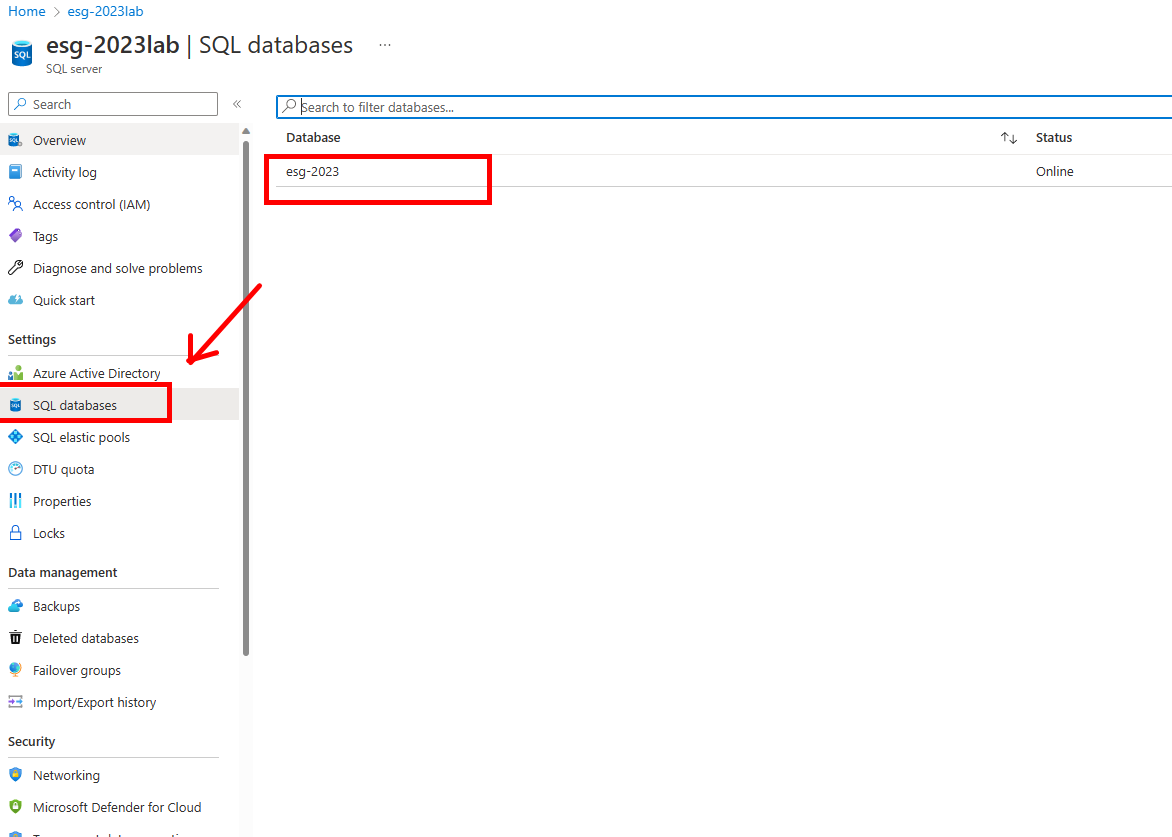 Home > esg-2023lab
esg-2023lab | SQL databases ...
SQL
SQL server
Search
«
Search to filter databases...
Database
Status
esg-2023
Online
Overview
Activity log
Access control (IAM)
Tags
Diagnose and solve problems
Quick start
Settings
Azure Active Directory
SQL databases
SQL elastic pools
DTU quota
Properties
Locks
Data management
Backups
Deleted databases
Failover groups
Import/Export history
Security
Networking
Microsoft Defender for Cloud